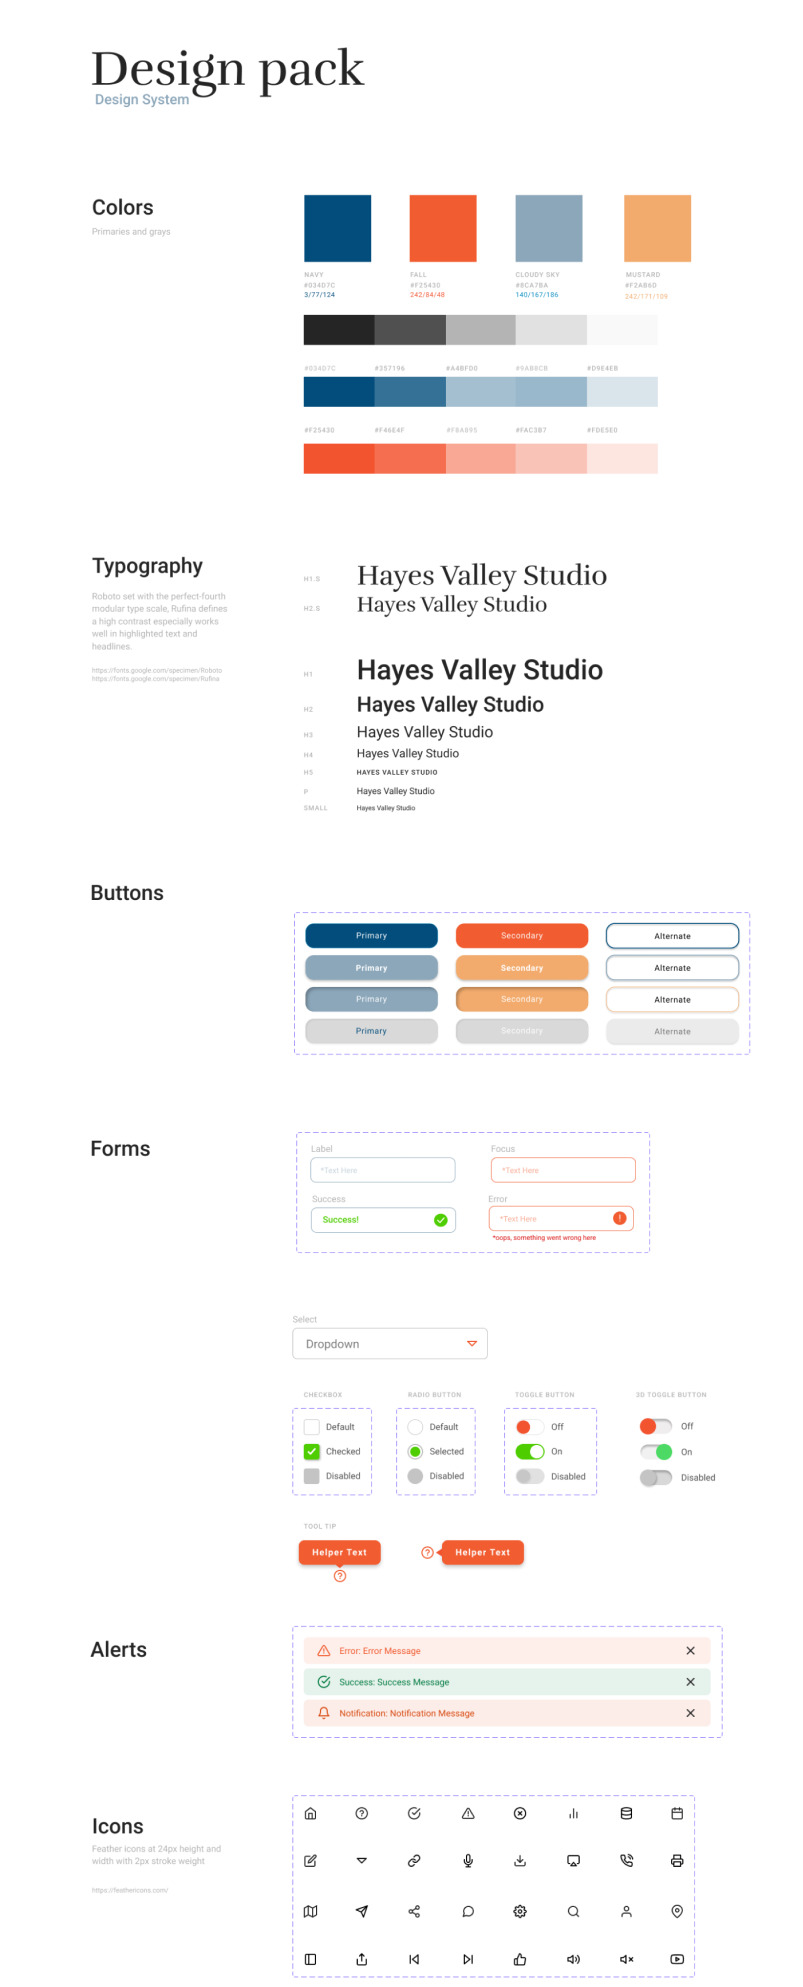 Design pack
Design System
Colors
Primaries and grays
NAVY
#034D7C
3/77/124
FALL
#F25430
242/84/48
CLOUDY SKY
#8CA7BA
140/167/186
MUSTARD
#F2AB6D
242/171/109
#034D7C #357196 #A4BFD0 #9AB8CB #D9E4EB
#F25430 #F46E4F #F8A895 #FAC3B7 #FDE5E0
Typography
Roboto set with the perfect-fourth
modular type scale, Rufina defines
a high contrast especially works
well in highlighted text and
headlines.
https://fonts.google.com/specimen/Roboto
https://fonts.google.com/specimen/Rufina
H1.S Hayes Valley Studio
H2.S Hayes Valley Studio
H1 Hayes Valley Studio
H2 Hayes Valley Studio
H3 Hayes Valley Studio
H4 Hayes Valley Studio
H5 HAYES VALLEY STUDIO
P Hayes Valley Studio
SMALL Hayes Valley Studio
Buttons
Primary Secondary Alternate
Primary Secondary Alternate
Primary Secondary Alternate
Primary Secondary Alternate
Forms
Label Focus
*Text Here *Text Here
Success Error
Success! *Text Here
*oops, something went wrong here
Select
Dropdown
CHECKBOX RADIO BUTTON TOGGLE BUTTON 3D TOGGLE BUTTON
Default Default Off Off
Checked Selected On On
Disabled Disabled Disabled Disabled
TOOL TIP
Helper Text Helper Text
Alerts
Error: Error Message
Success: Success Message
Notification: Notification Message
Icons
Feather icons at 24px height and
width with 2px stroke weight
https://feathericons.com/